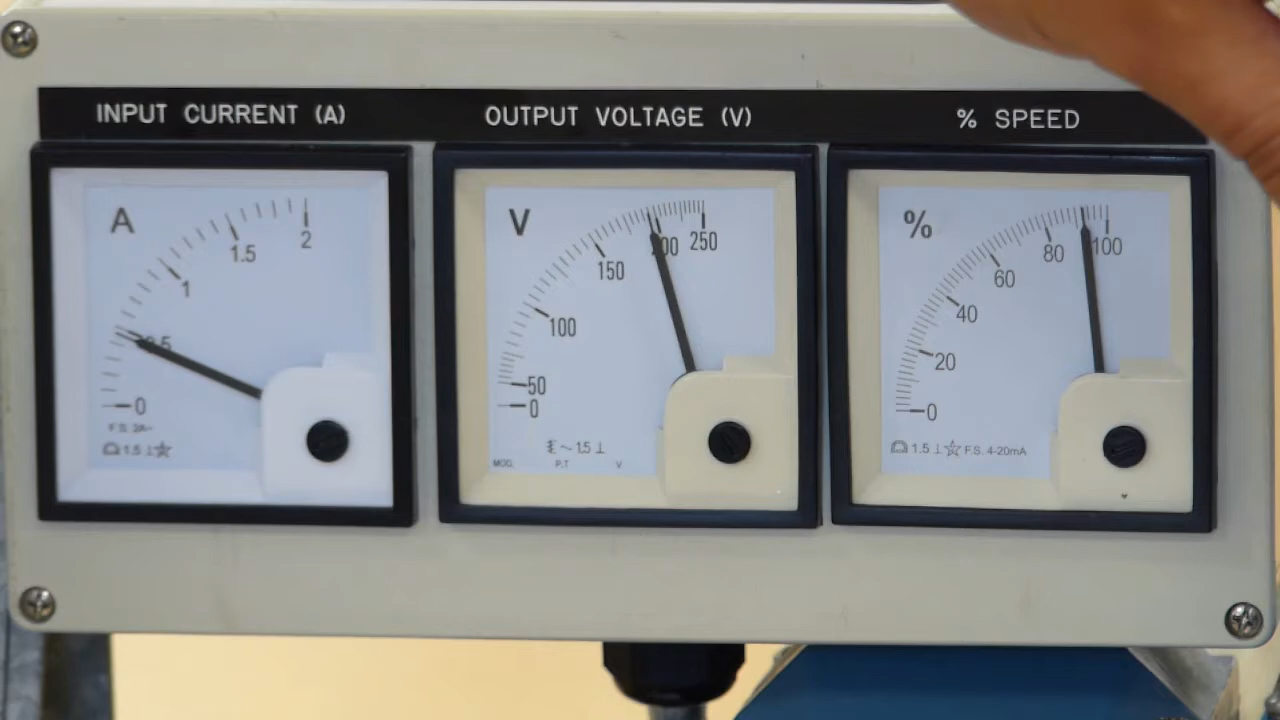 INPUT CURRENT (A)
OUTPUT VOLTAGE (V)
% SPEED
A
0
0.5
1
1.5
2
F.S. 2A~
1.5
V
0
50
100
150
200
250
~ 1.5 ⊥
MOD.
P.T
V
%
0
20
40
60
80
100
1.5 ⊥ ☆ F.S. 4-20mA